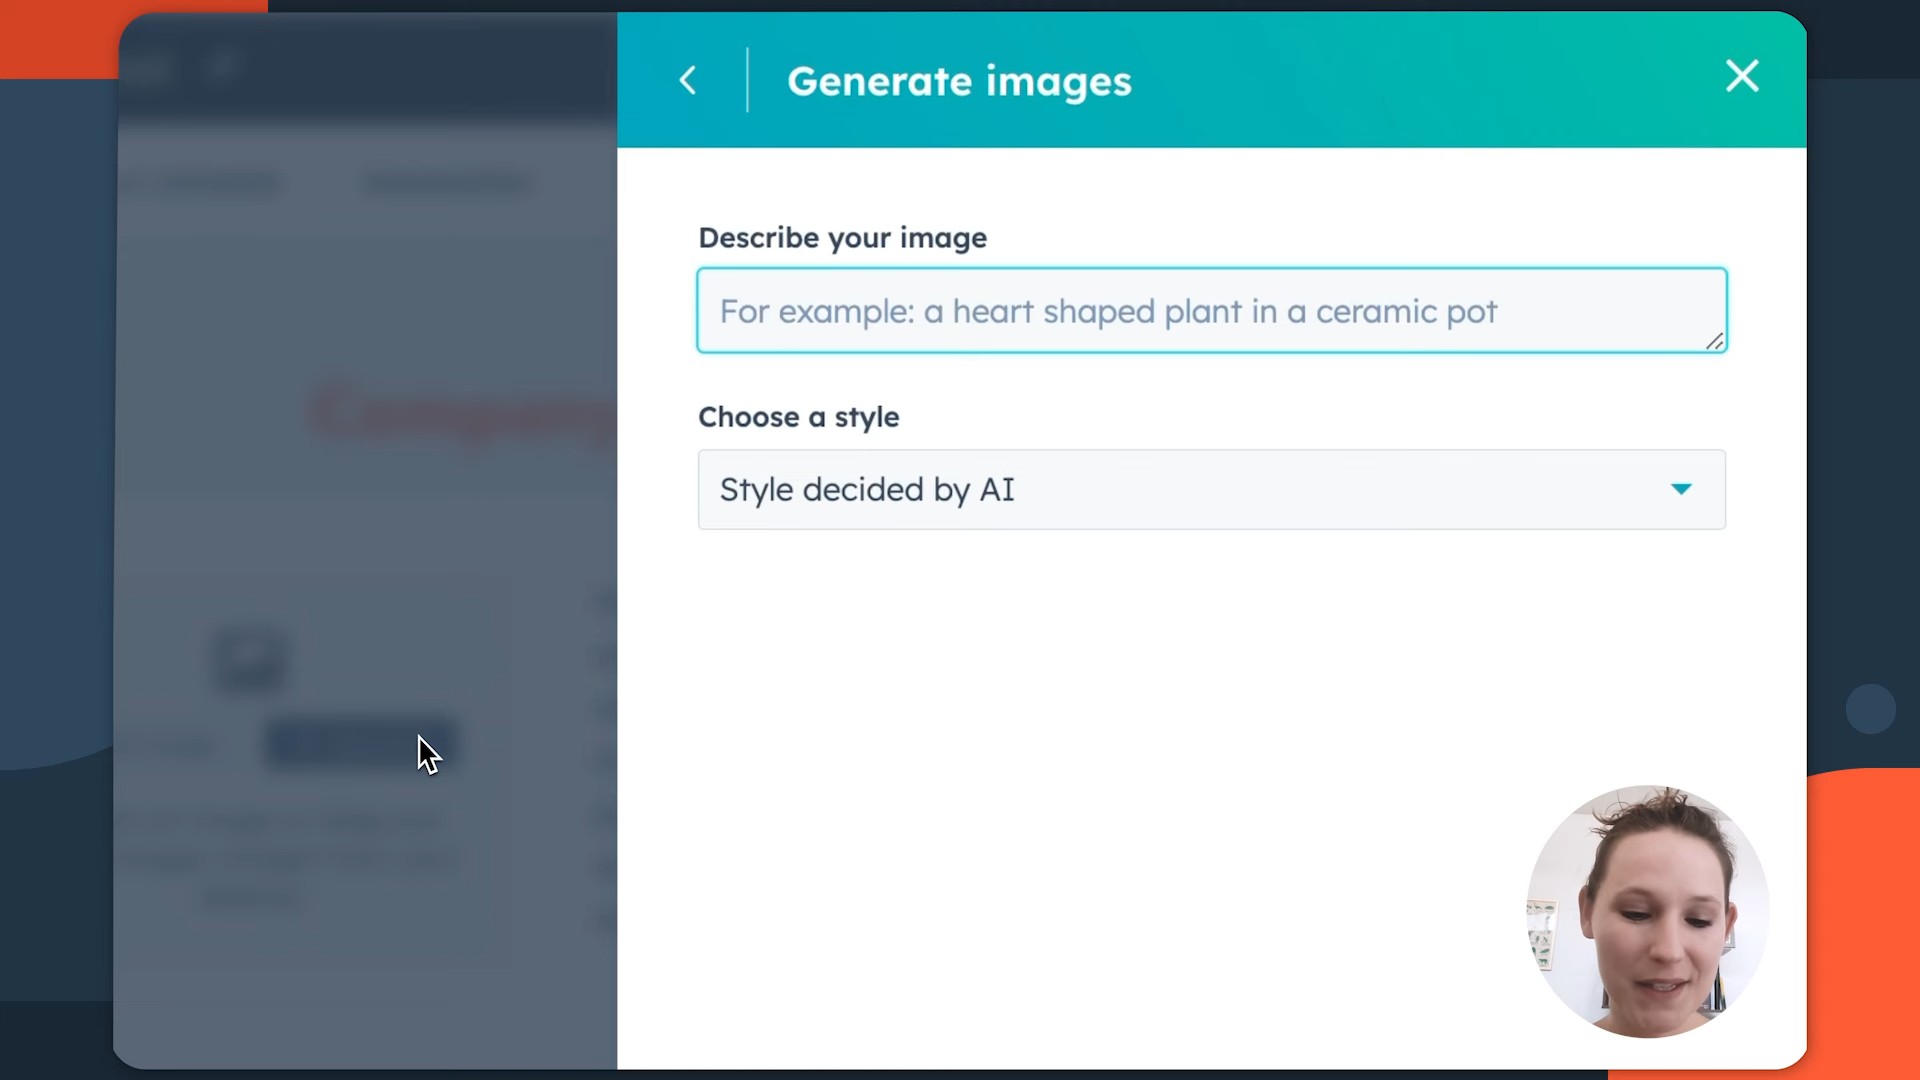 Generate images
Describe your image
For example: a heart shaped plant in a ceramic pot
Choose a style
Style decided by AI
Company